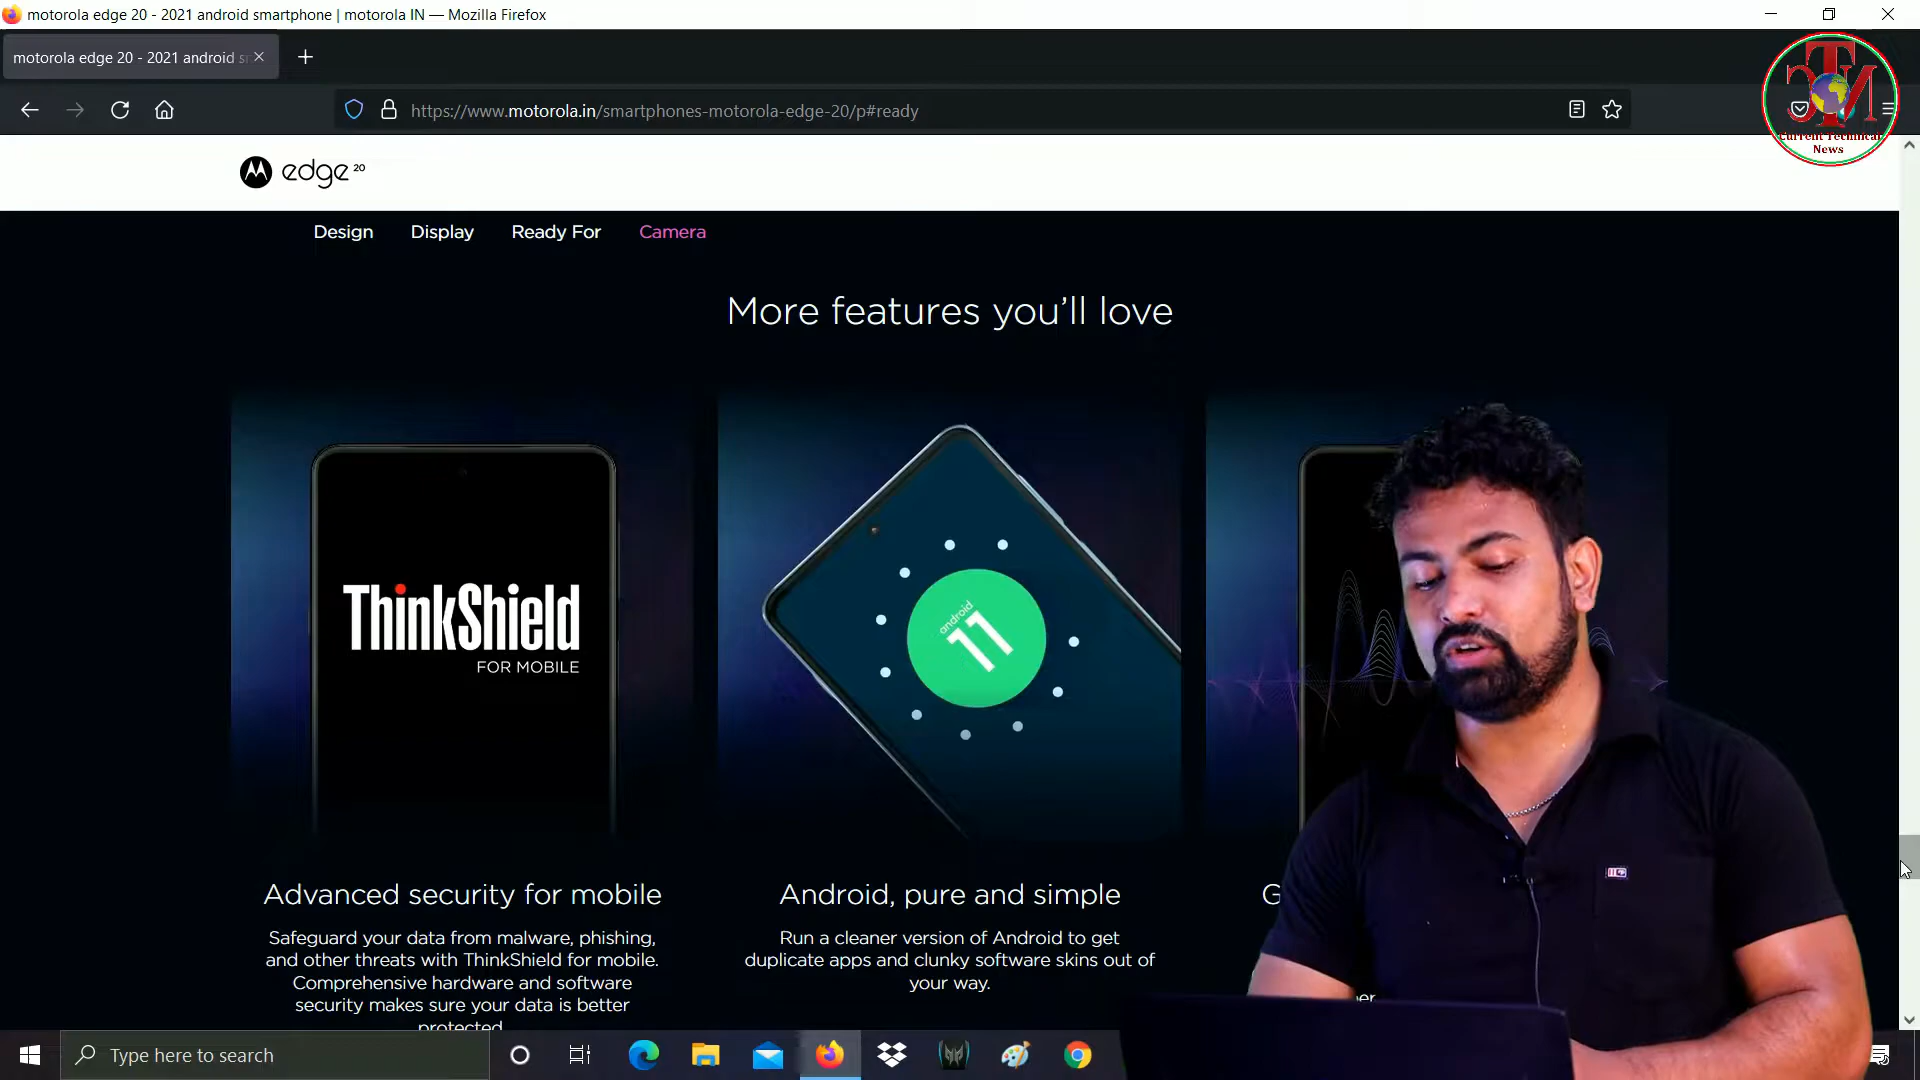 motorola edge 20 - 2021 android smartphone | motorola IN — Mozilla Firefox
motorola edge 20 - 2021 android s
https://www.motorola.in/smartphones-motorola-edge-20/p#ready
CTN
Current Technical
News
edge 20
Design Display Ready For Camera
More features you'll love
ThinkShield
FOR MOBILE
android
11
Advanced security for mobile
Safeguard your data from malware, phishing,
and other threats with ThinkShield for mobile.
Comprehensive hardware and software
security makes sure your data is better
protected.
Android, pure and simple
Run a cleaner version of Android to get
duplicate apps and clunky software skins out of
your way.
G
Type here to search